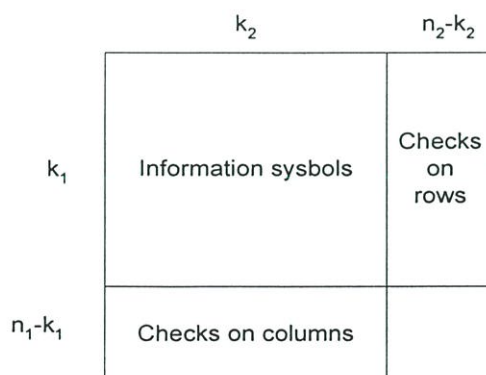 k₂
n₂-k₂
k₁
Information sysbols
Checks
on
rows
n₁-k₁
Checks on columns